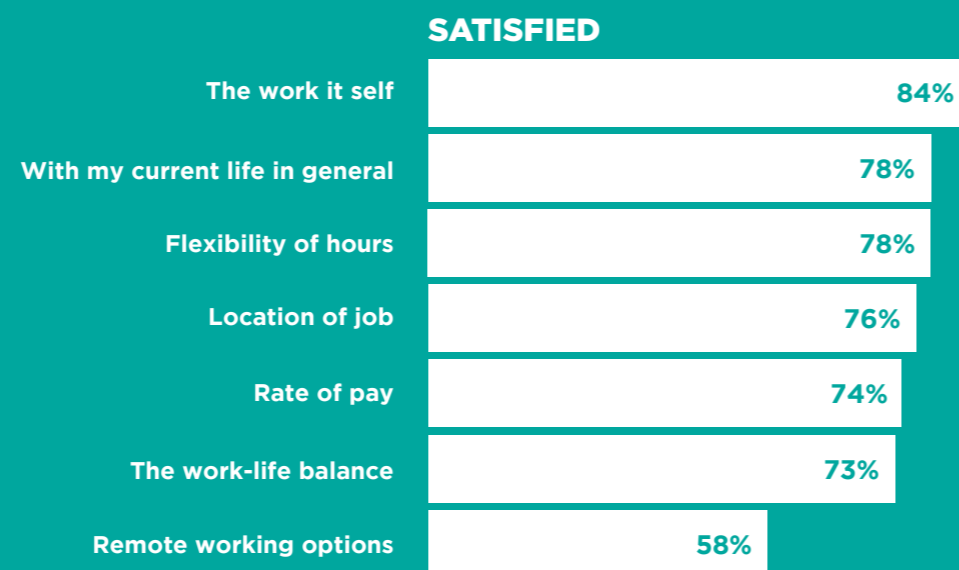 SATISFIED
The work it self 84%
With my current life in general 78%
Flexibility of hours 78%
Location of job 76%
Rate of pay 74%
The work-life balance 73%
Remote working options 58%